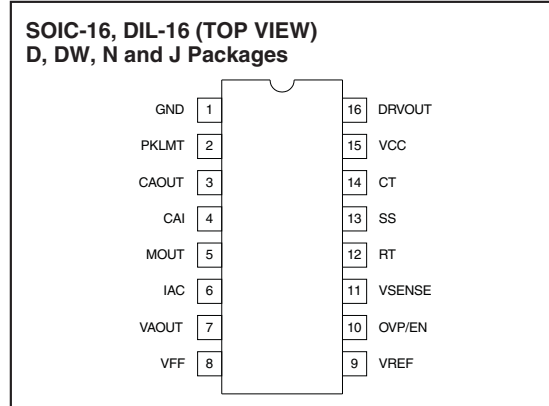 SOIC-16, DIL-16 (TOP VIEW)
D, DW, N and J Packages
GND 1 16 DRVOUT
PKLMT 2 15 VCC
CAOUT 3 14 CT
CAI 4 13 SS
MOUT 5 12 RT
IAC 6 11 VSENSE
VAOUT 7 10 OVP/EN
VFF 8 9 VREF